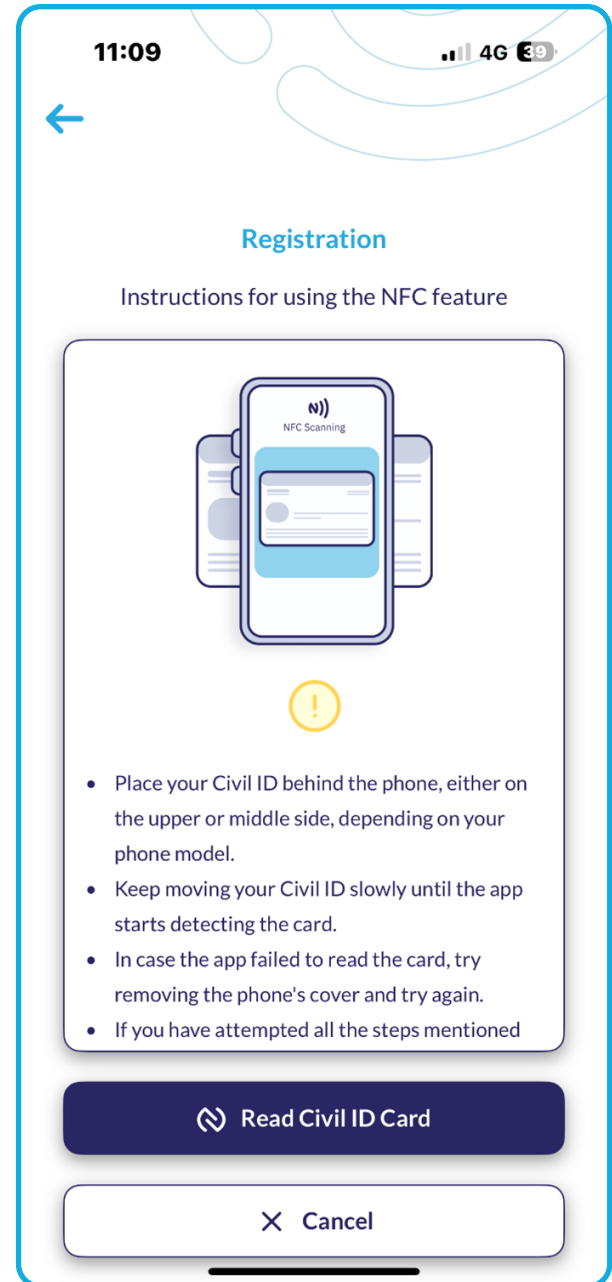 11:09
4G 39
Registration
Instructions for using the NFC feature
NFC Scanning
• Place your Civil ID behind the phone, either on
the upper or middle side, depending on your
phone model.
• Keep moving your Civil ID slowly until the app
starts detecting the card.
• In case the app failed to read the card, try
removing the phone's cover and try again.
• If you have attempted all the steps mentioned
Read Civil ID Card
Cancel